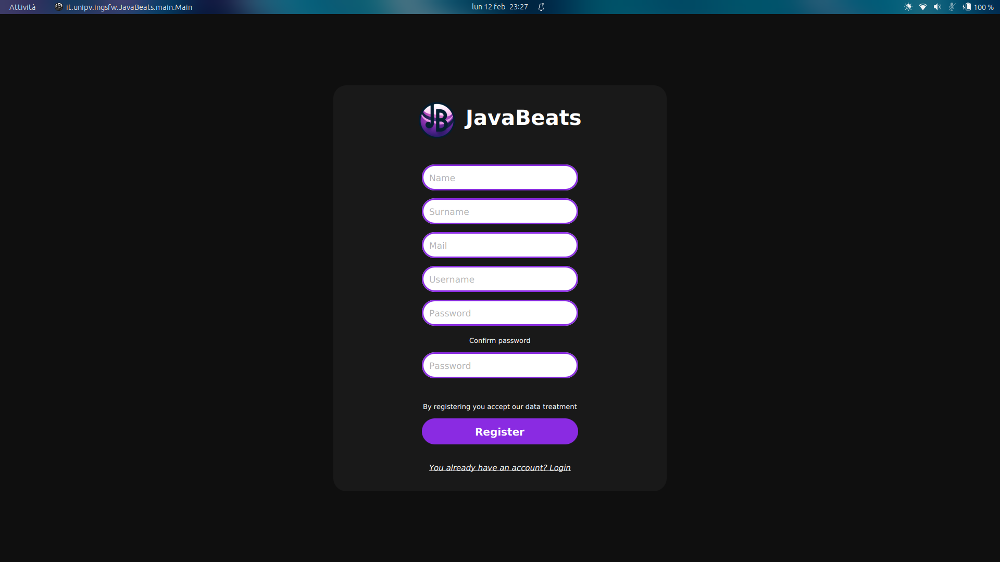 Attività it.unipv.ingsfw.JavaBeats.main.Main lun 12 feb 23:27 100 %
JB JavaBeats
Name
Surname
Mail
Username
Password
Confirm password
Password
By registering you accept our data treatment
Register
You already have an account? Login